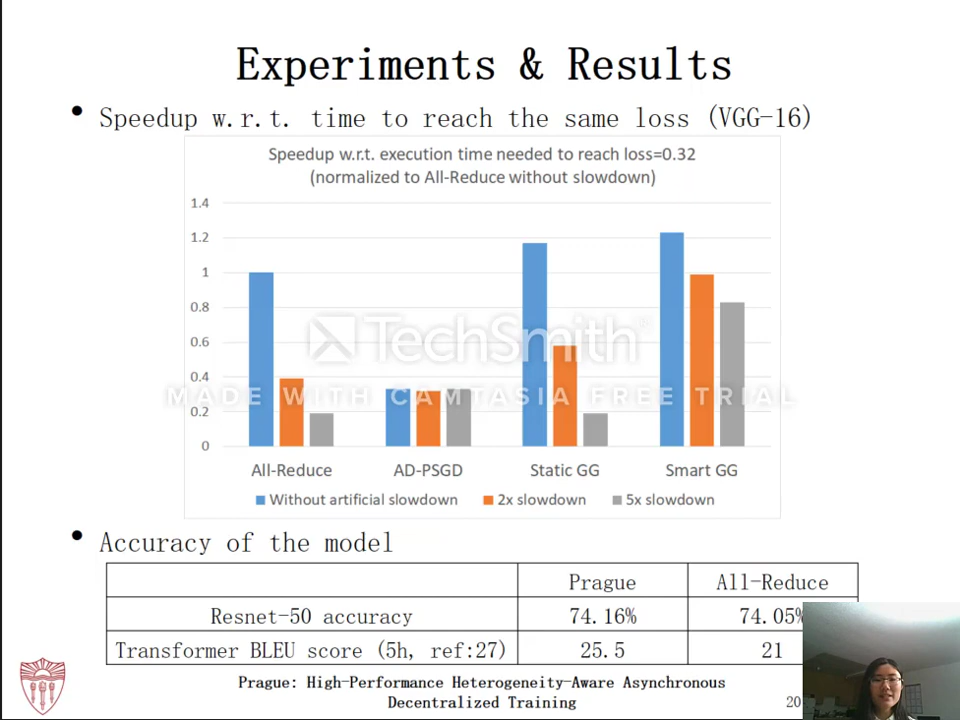 Experiments & Results
• Speedup w.r.t. time to reach the same loss (VGG-16)
Speedup w.r.t. execution time needed to reach loss=0.32
(normalized to All-Reduce without slowdown)
1.4
1.2
1
0.8
0.6
0.4
0.2
0
TechSmith®
MADE WITH CAMTASIA FREE TRIAL
All-Reduce AD-PSGD Static GG Smart GG
Without artificial slowdown 2x slowdown 5x slowdown
• Accuracy of the model
Prague All-Reduce
Resnet-50 accuracy 74.16% 74.05%
Transformer BLEU score (5h, ref:27) 25.5 21
Prague: High-Performance Heterogeneity-Aware Asynchronous
Decentralized Training